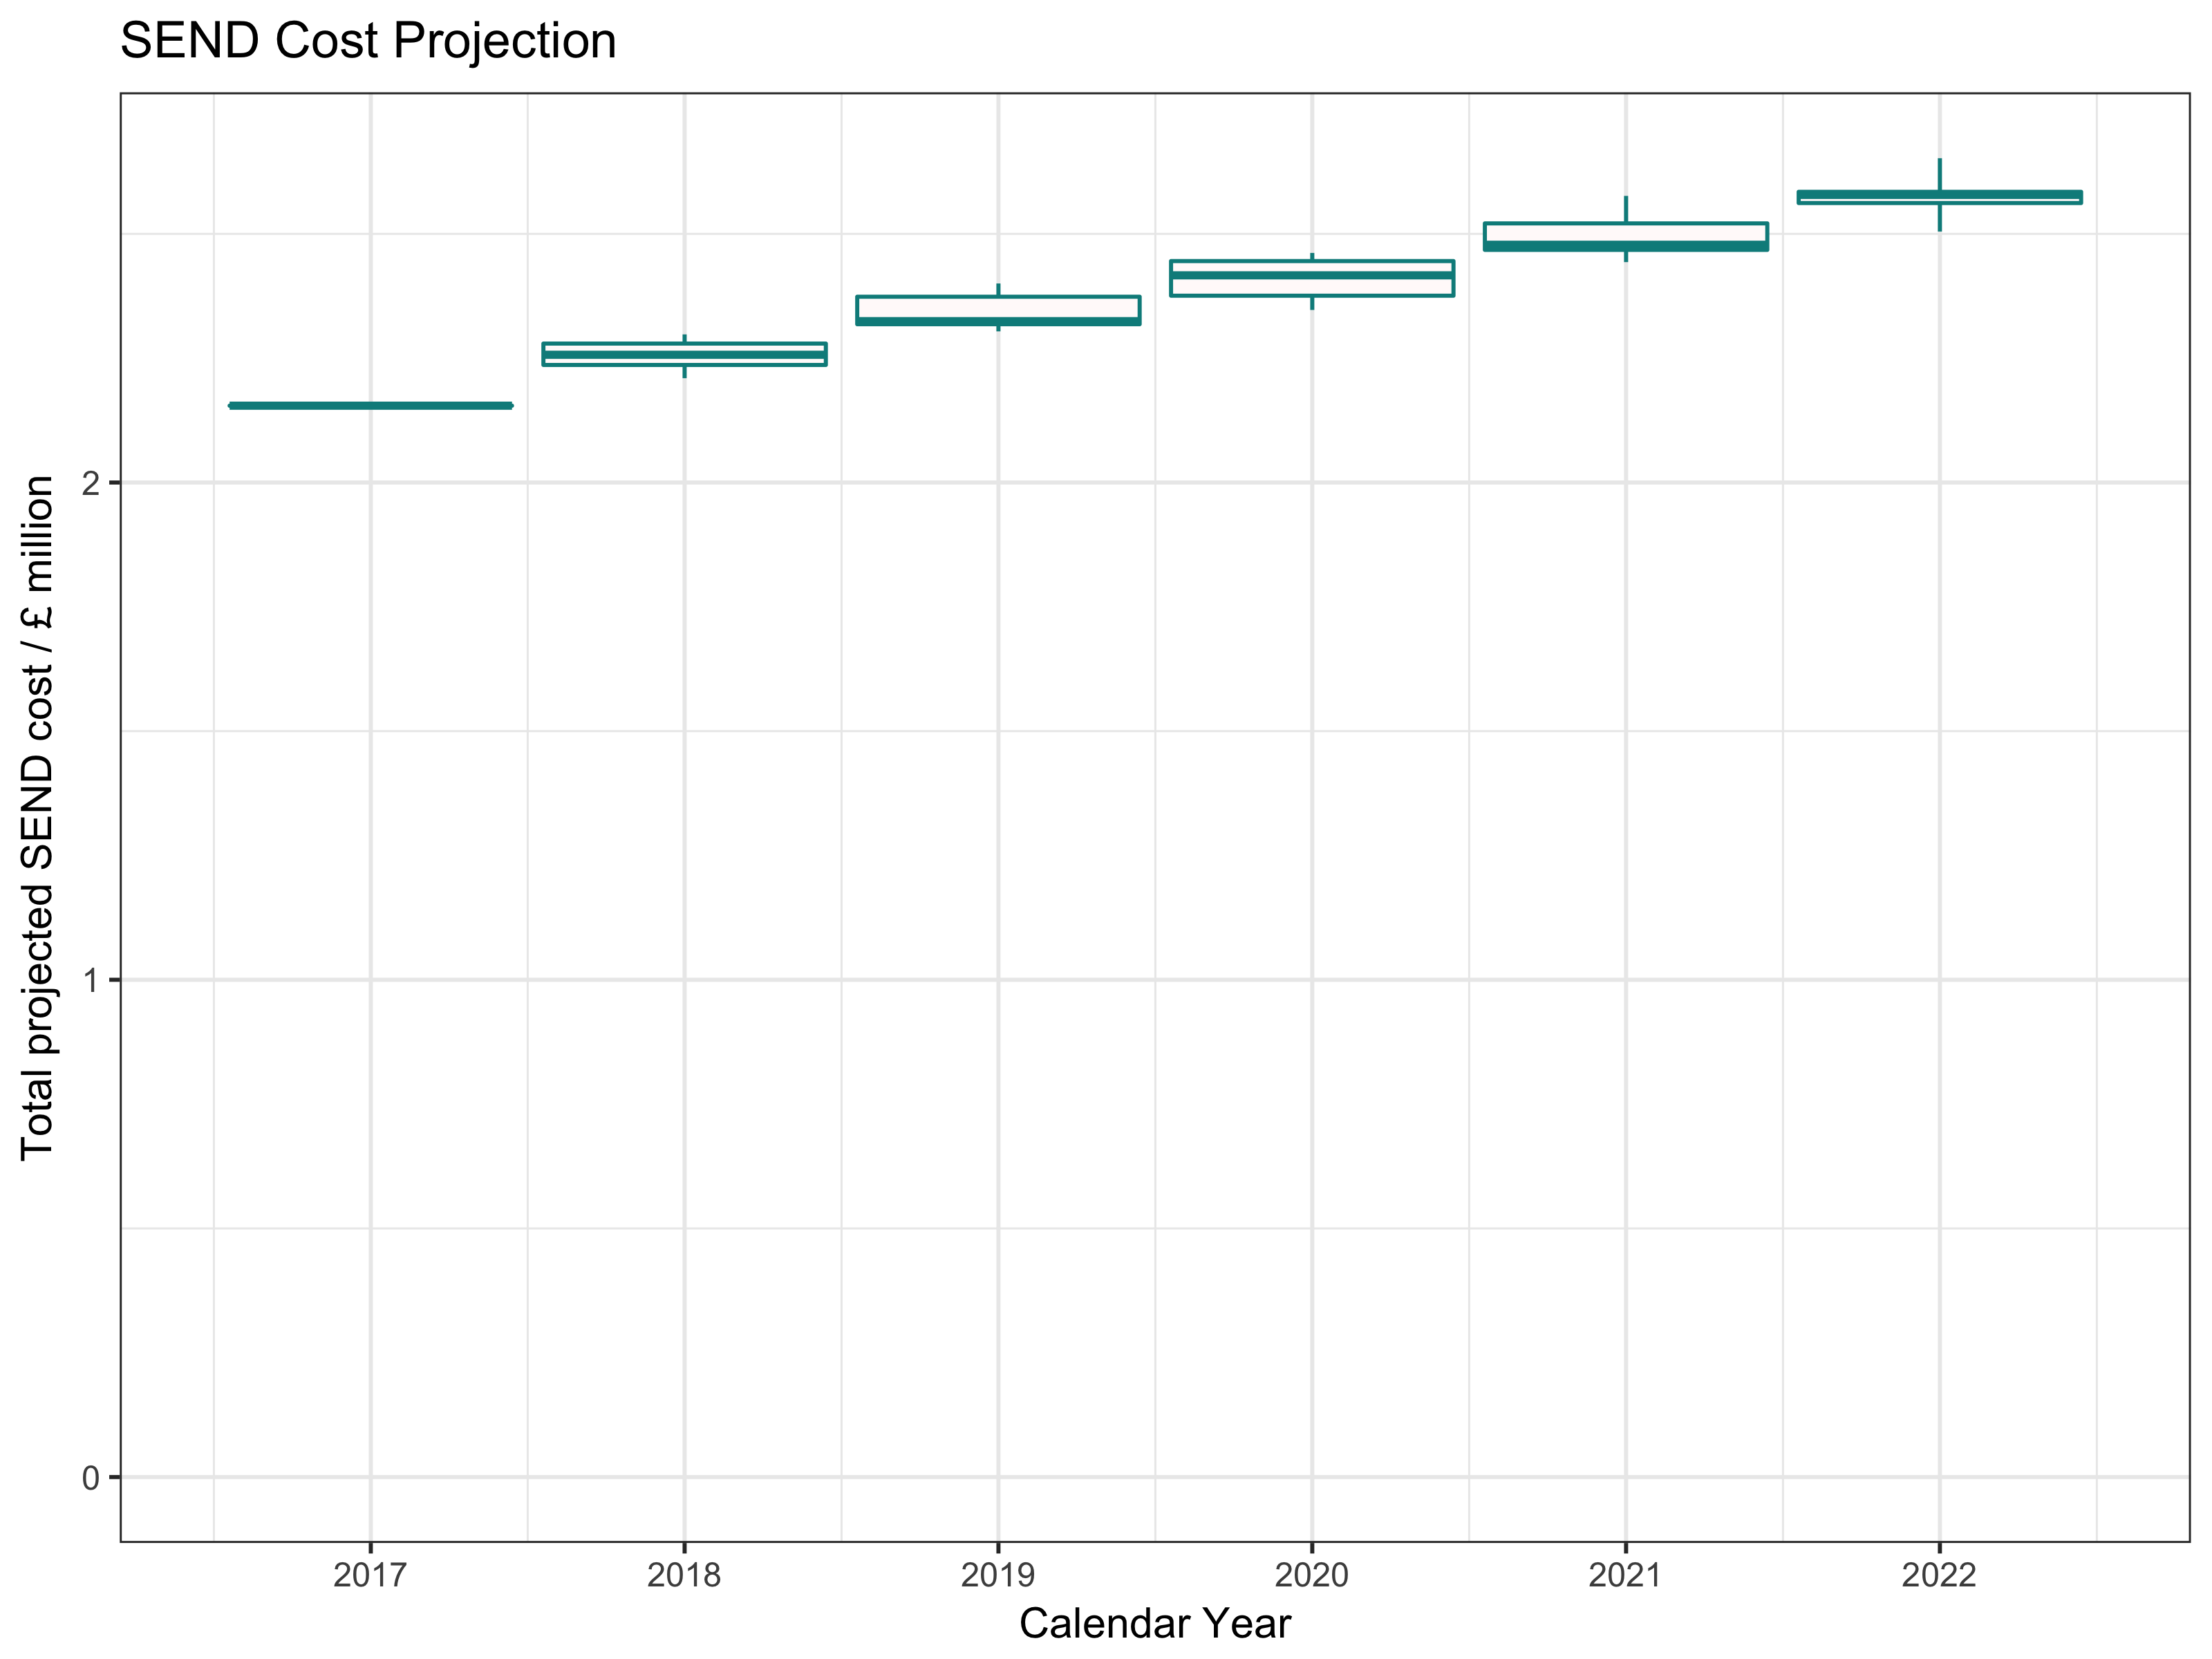 SEND Cost Projection
Total projected SEND cost / £ million
2
1
0
2017 2018 2019 2020 2021 2022
Calendar Year